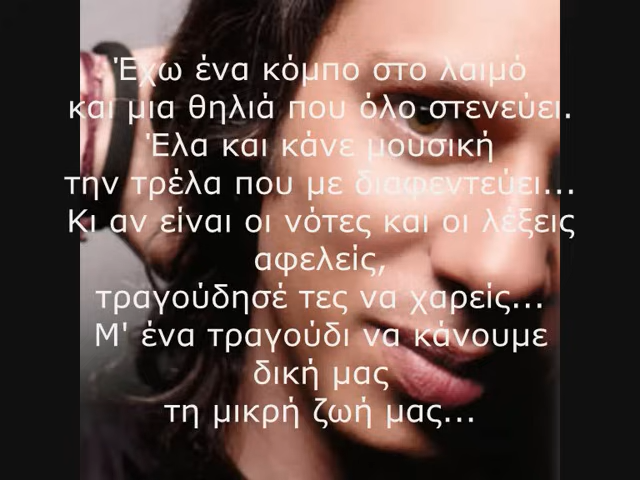 Έχω ένα κόμπο στο λαιμό
και μια θηλιά που όλο στενεύει.
Έλα και κάνε μουσική
την τρέλα που με διαφεντεύει...
Κι αν είναι οι νότες και οι λέξεις
αφελείς,
τραγούδησέ τες να χαρείς...
Μ' ένα τραγούδι να κάνουμε
δική μας
τη μικρή ζωή μας...